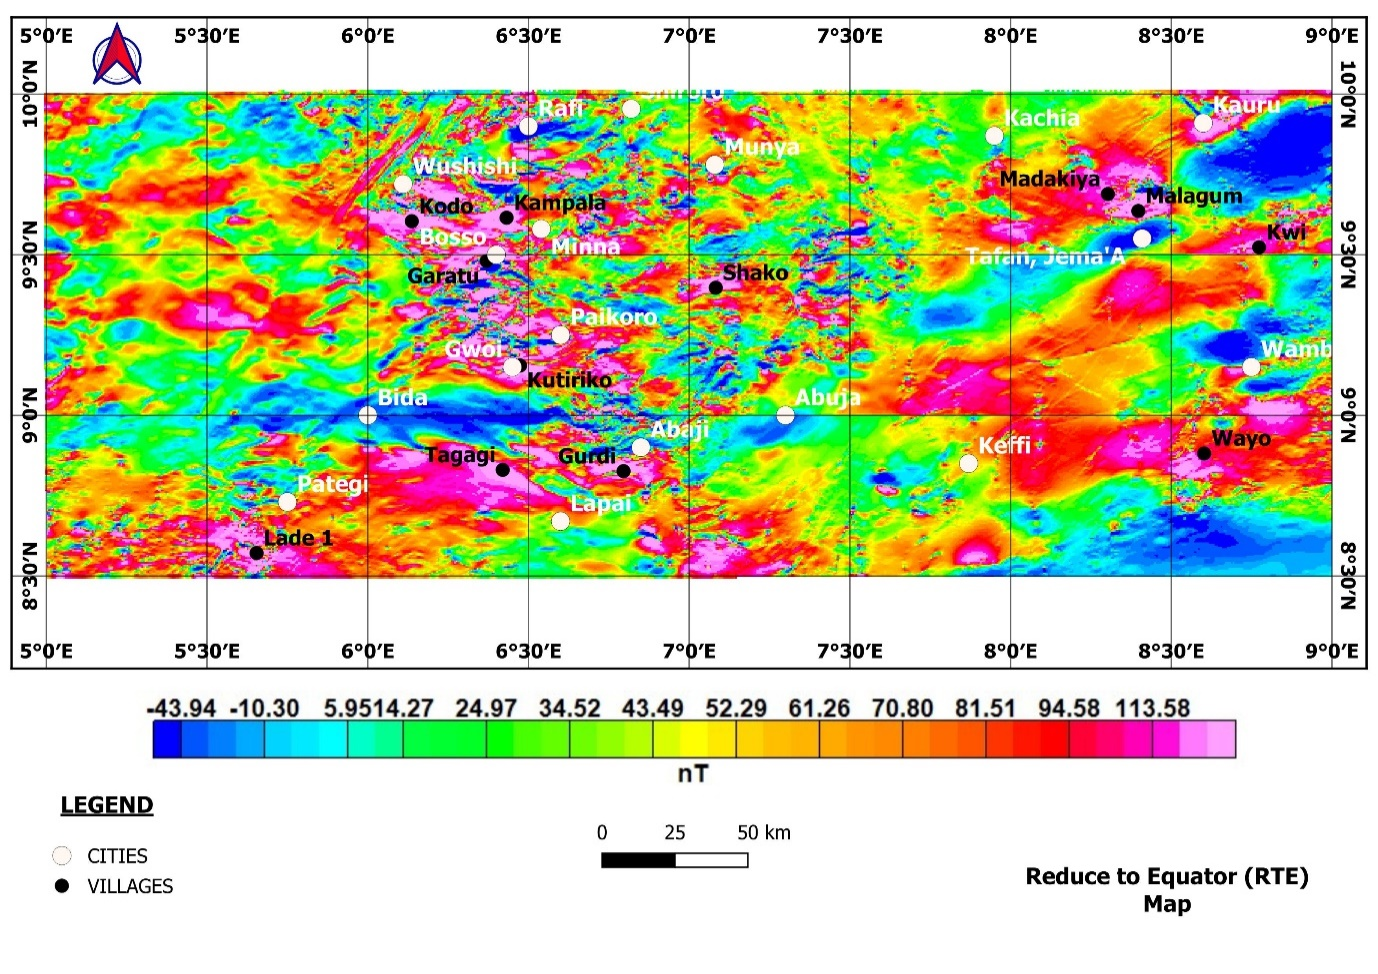 5°0′E 5°30′E 6°0′E 6°30′E 7°0′E 7°30′E 8°0′E 8°30′E 9°0′E
10°0′N
10°0′N
Rafi
Kauru
Kachia
Munya
Wushishi
Madakiya
Malagum
Kodo
Kampala
Kwi
Bosso
Minna
Tafan, Jema'A
9°30′N
9°30′N
Garatu
Shako
Paikoro
Gwoi
Wamb
Kutiriko
Bida
Abuja
9°0′N
9°0′N
Abaji
Wayo
Keffi
Tagagi
Gurdi
Pategi
Lapai
Lade 1
8°30′N
8°30′N
5°0′E 5°30′E 6°0′E 6°30′E 7°0′E 7°30′E 8°0′E 8°30′E 9°0′E
-43.94 -10.30 5.95 14.27 24.97 34.52 43.49 52.29 61.26 70.80 81.51 94.58 113.58
nT
LEGEND
CITIES
VILLAGES
0 25 50 km
Reduce to Equator (RTE)
Map